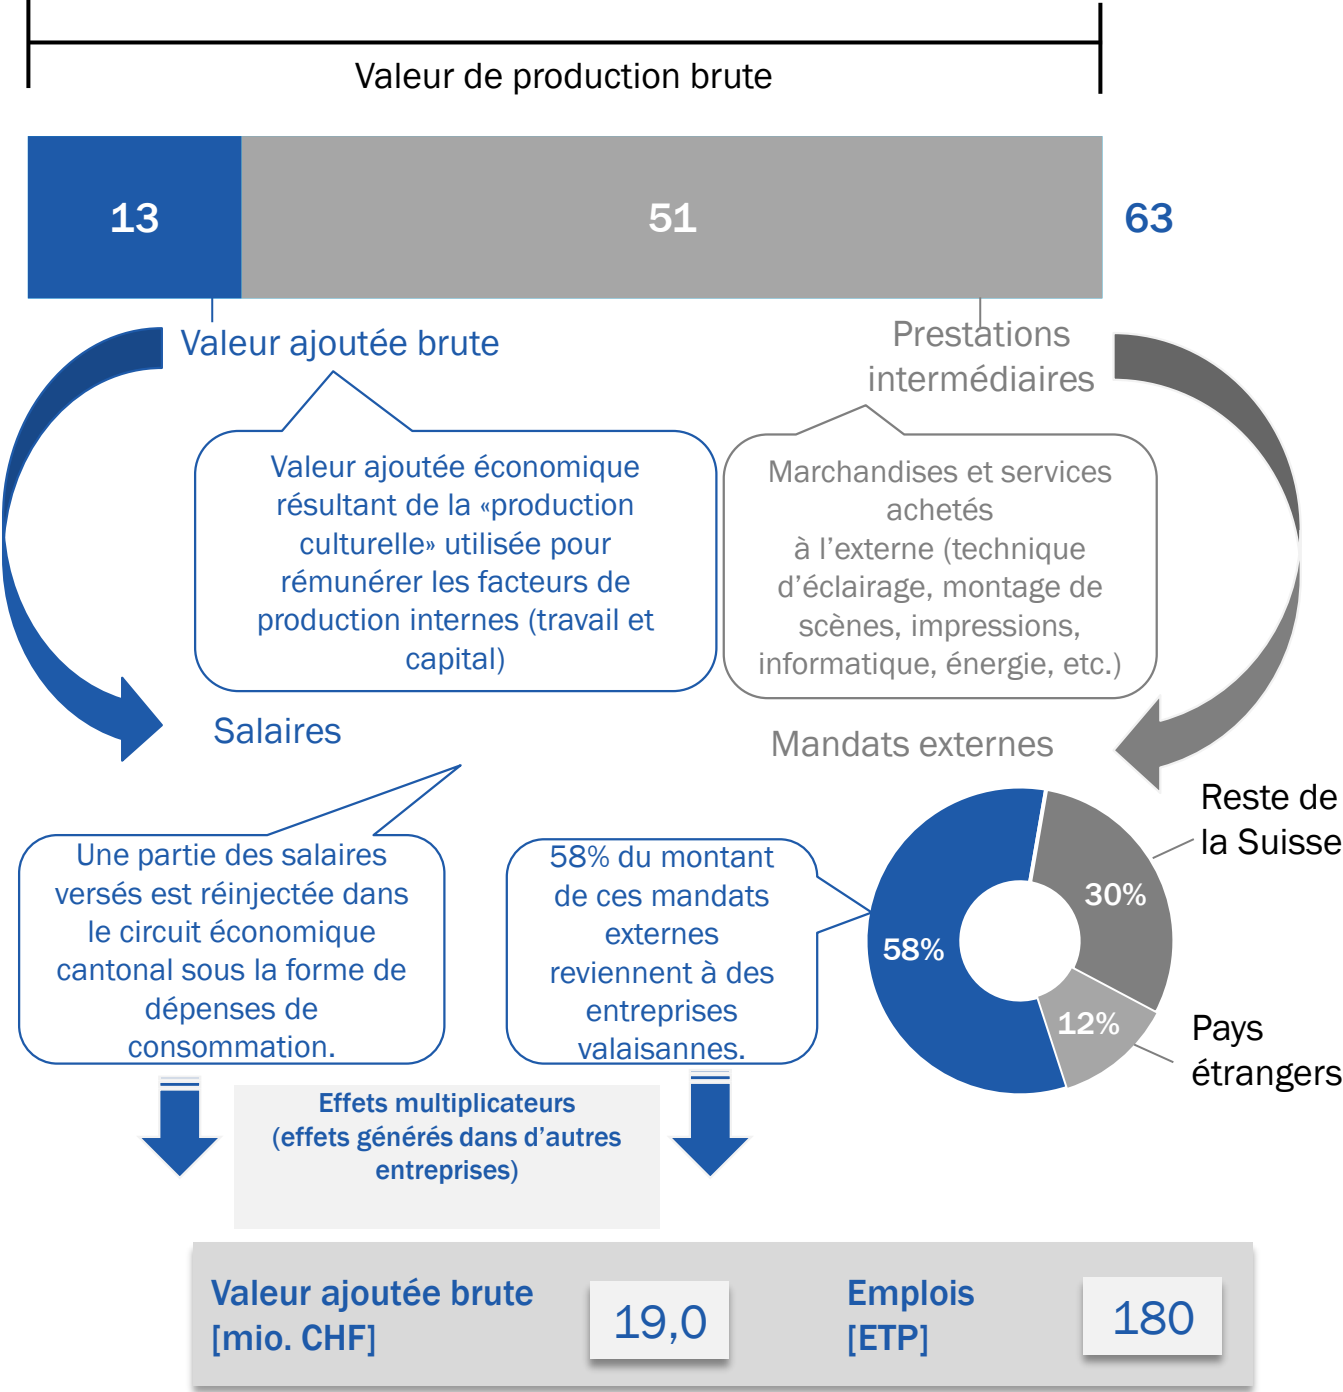 Valeur de production brute
13
51
63
Valeur ajoutée brute
Prestations
intermédiaires
Valeur ajoutée économique
résultant de la «production
culturelle» utilisée pour
rémunérer les facteurs de
production internes (travail et
capital)
Marchandises et services
achetés
à l’externe (technique
d’éclairage, montage de
scènes, impressions,
informatique, énergie, etc.)
Salaires
Mandats externes
Une partie des salaires
versés est réinjectée dans
le circuit économique
cantonal sous la forme de
dépenses de
consommation.
58% du montant
de ces mandats
externes
reviennent à des
entreprises
valaisannes.
Reste de
la Suisse
30%
58%
12%
Pays
étrangers
Effets multiplicateurs
(effets générés dans d’autres
entreprises)
Valeur ajoutée brute
[mio. CHF]
19,0
Emplois
[ETP]
180